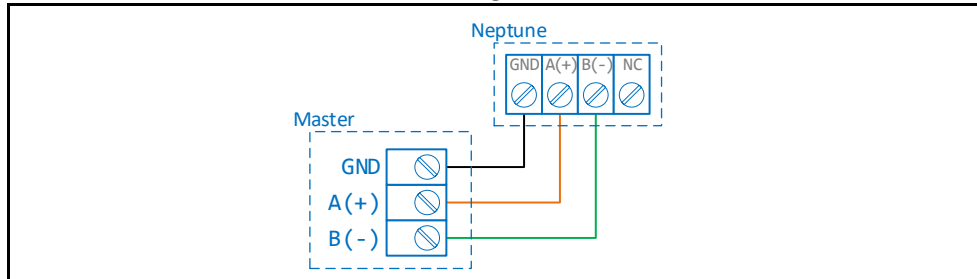 Neptune
GND A(+) B(-) NC
Master
GND
A(+)
B(-)